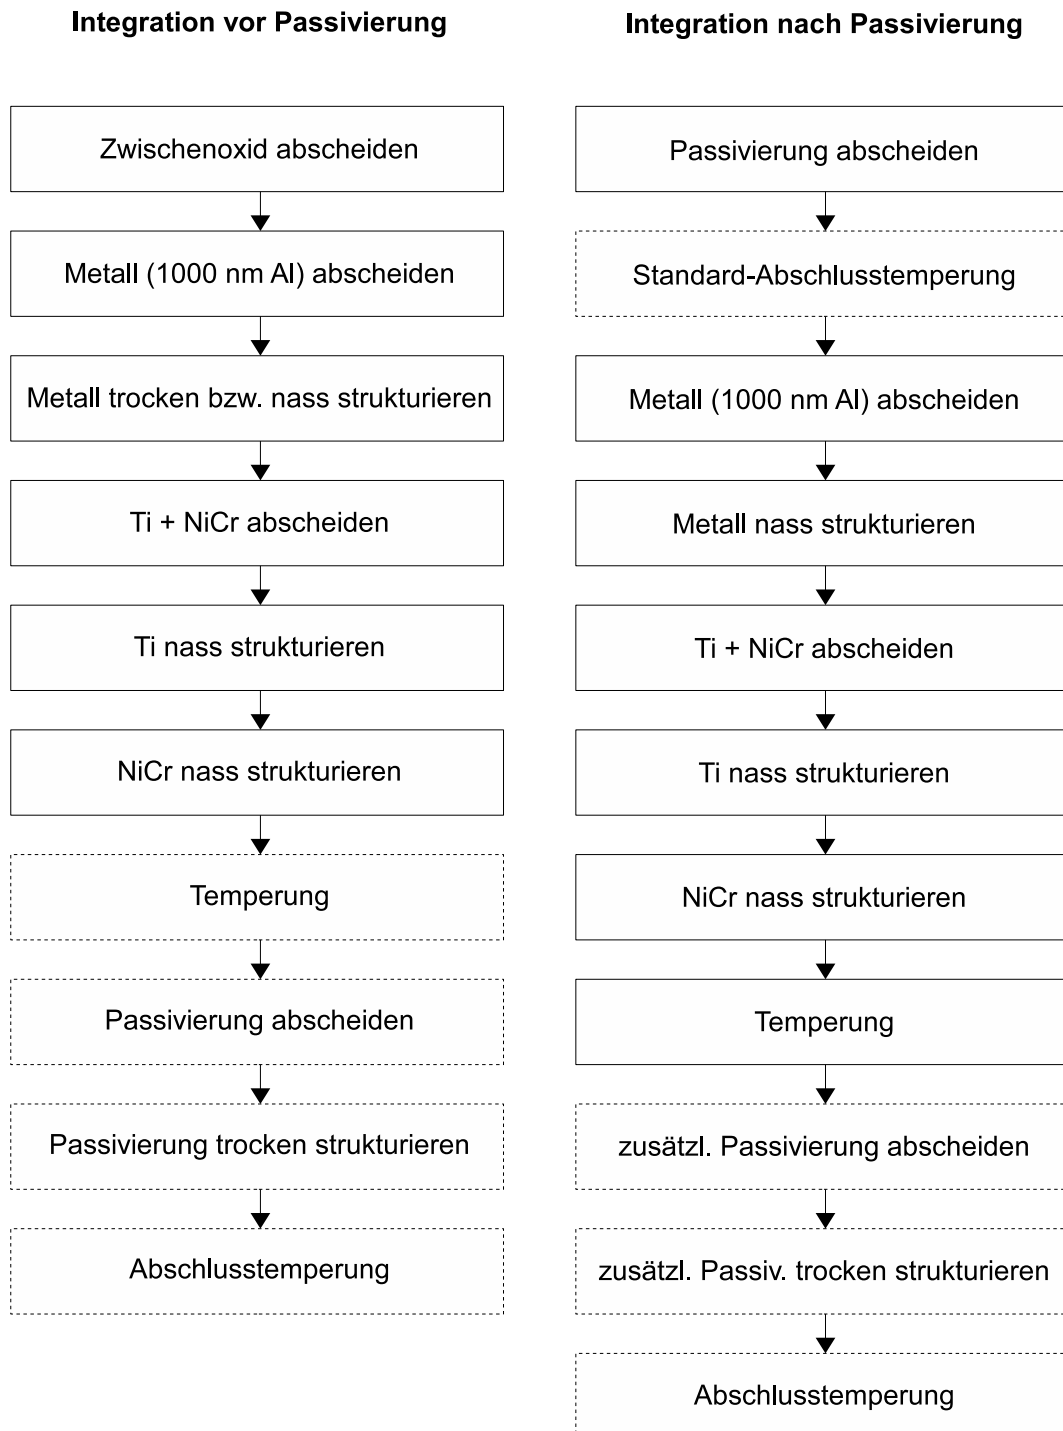 Integration vor Passivierung
Zwischenoxid abscheiden
Metall (1000 nm Al) abscheiden
Metall trocken bzw. nass strukturieren
Ti + NiCr abscheiden
Ti nass strukturieren
NiCr nass strukturieren
Temperung
Passivierung abscheiden
Passivierung trocken strukturieren
Abschlusstemperung
Integration nach Passivierung
Passivierung abscheiden
Standard-Abschlusstemperung
Metall (1000 nm Al) abscheiden
Metall nass strukturieren
Ti + NiCr abscheiden
Ti nass strukturieren
NiCr nass strukturieren
Temperung
zusätzl. Passivierung abscheiden
zusätzl. Passiv. trocken strukturieren
Abschlusstemperung